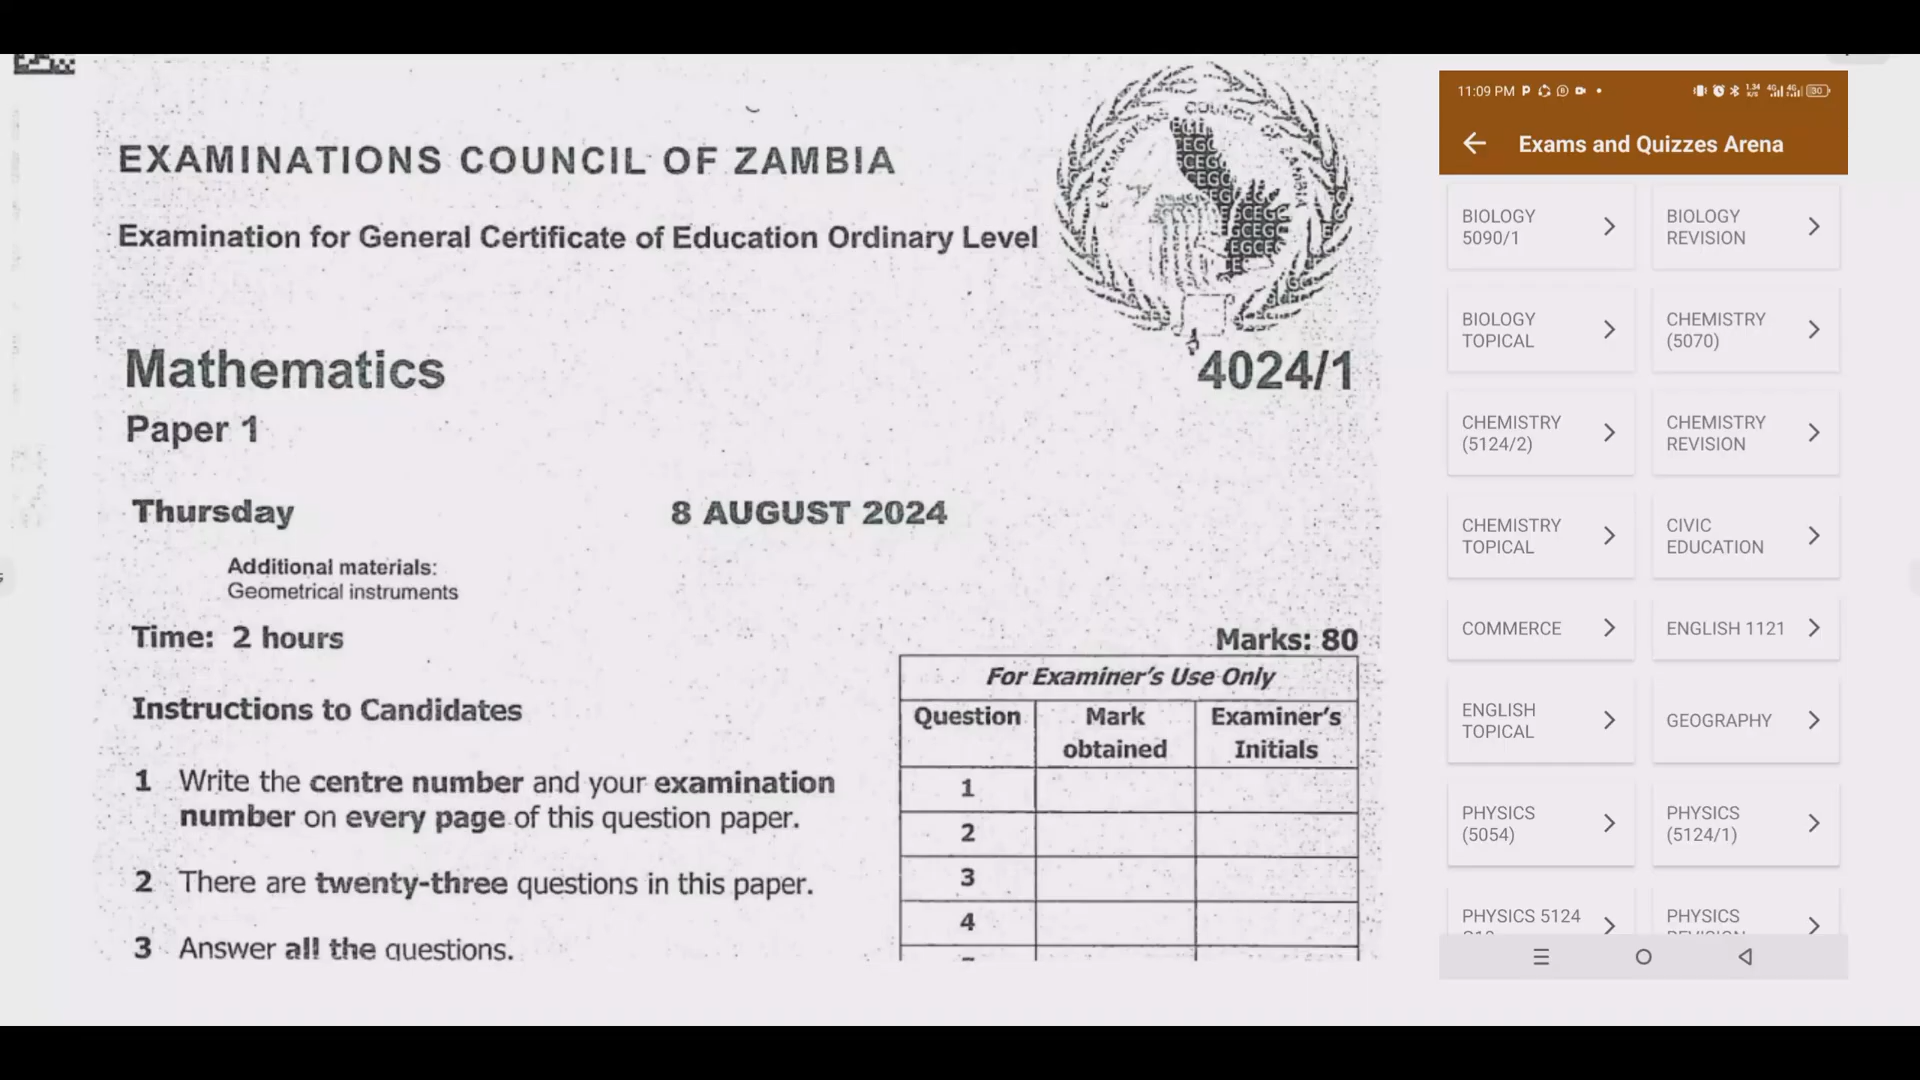 EXAMINATIONS COUNCIL OF ZAMBIA
Examination for General Certificate of Education Ordinary Level
Mathematics
4024/1
Paper 1
Thursday
8 AUGUST 2024
Additional materials:
Geometrical instruments
Time: 2 hours
Marks: 80
Instructions to Candidates
1 Write the centre number and your examination
number on every page of this question paper.
2 There are twenty-three questions in this paper.
3 Answer all the questions.
For Examiner's Use Only
Question
Mark
obtained
Examiner's
Initials
1
2
3
4
11:09 PM
Exams and Quizzes Arena
BIOLOGY
5090/1
BIOLOGY
REVISION
BIOLOGY
TOPICAL
CHEMISTRY
(5070)
CHEMISTRY
(5124/2)
CHEMISTRY
REVISION
CHEMISTRY
TOPICAL
CIVIC
EDUCATION
COMMERCE
ENGLISH 1121
ENGLISH
TOPICAL
GEOGRAPHY
PHYSICS
(5054)
PHYSICS
(5124/1)
PHYSICS 5124
PHYSICS